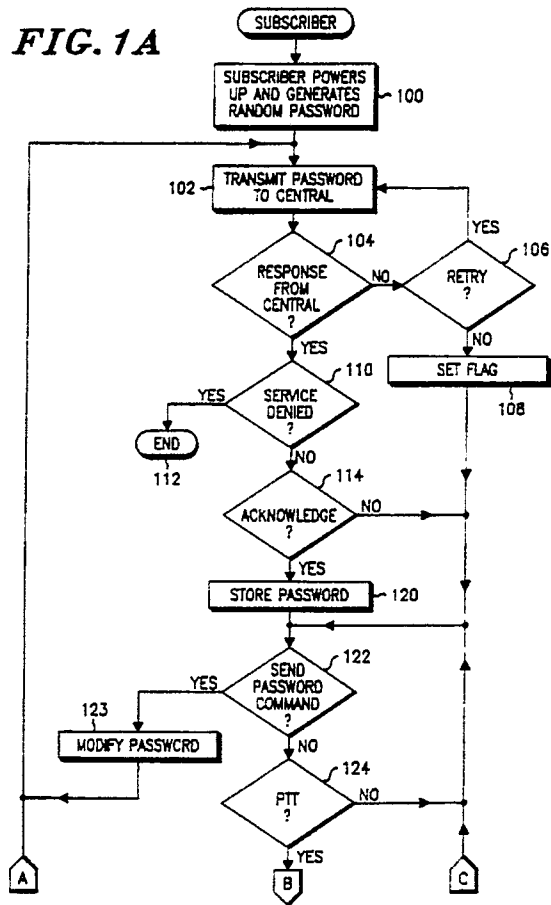 FIG. 1A
SUBSCRIBER
SUBSCRIBER POWERS
UP AND GENERATES
RANDOM PASSWORD
100
102
TRANSMIT PASSWORD
TO CENTRAL
YES
104
106
RESPONSE
FROM
CENTRAL
?
NO
RETRY
?
YES
NO
110
SET FLAG
108
YES
SERVICE
DENIED
?
END
112
NO
114
ACKNOWLEDGE
?
NO
YES
STORE PASSWORD
120
122
YES
SEND
PASSWORD
COMMAND
?
123
MODIFY PASSWCRD
NO
124
PTT
?
NO
YES
A
B
C